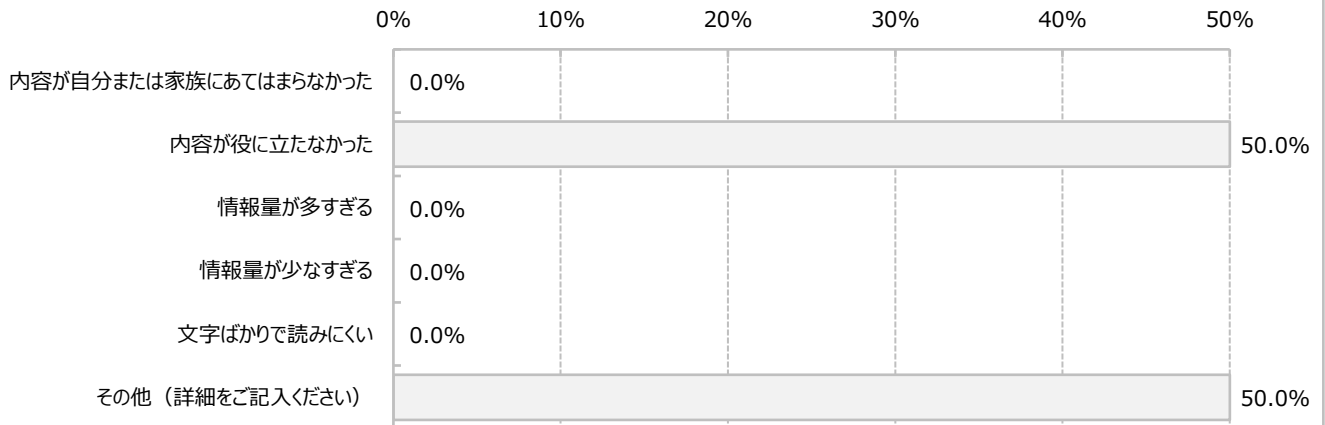 0% 10% 20% 30% 40% 50%
内容が自分または家族にあてはまらなかった 0.0%
内容が役に立たなかった 50.0%
情報量が多すぎる 0.0%
情報量が少なすぎる 0.0%
文字ばかりで読みにくい 0.0%
その他（詳細をご記入ください） 50.0%